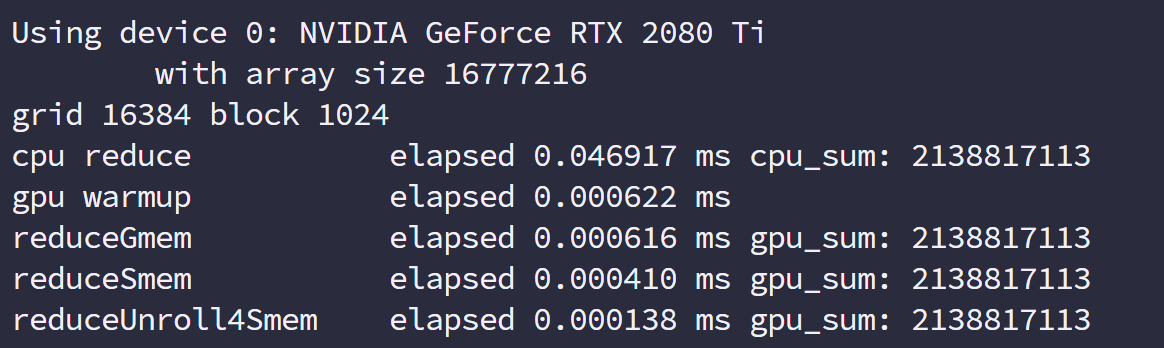 Using device 0: NVIDIA GeForce RTX 2080 Ti
with array size 16777216
grid 16384 block 1024
cpu reduce elapsed 0.046917 ms cpu_sum: 2138817113
gpu warmup elapsed 0.000622 ms
reduceGmem elapsed 0.000616 ms gpu_sum: 2138817113
reduceSmem elapsed 0.000410 ms gpu_sum: 2138817113
reduceUnroll4Smem elapsed 0.000138 ms gpu_sum: 2138817113